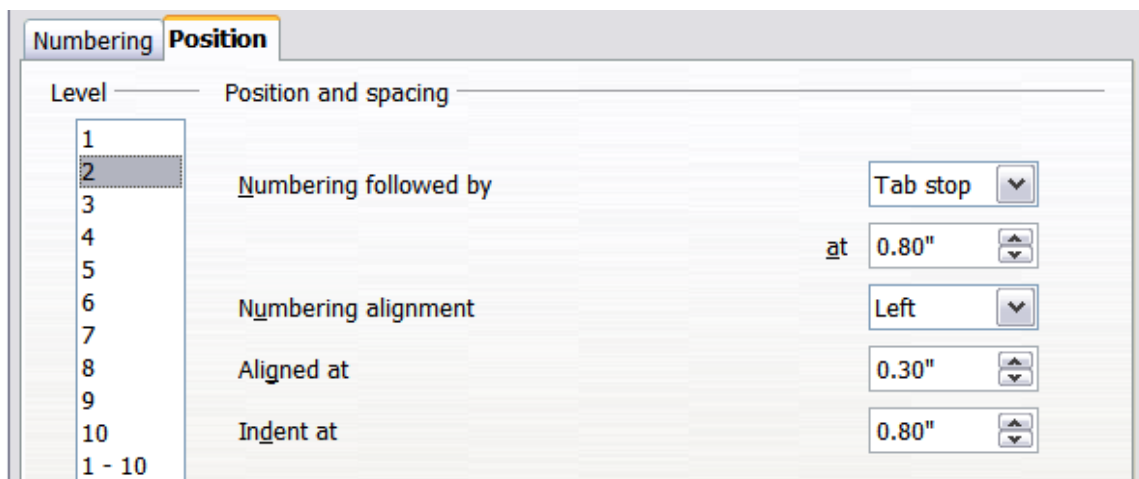 Numbering Position
Level Position and spacing
1
2
Numbering followed by Tab stop
3
4
at 0.80"
5
6
Numbering alignment Left
7
8
Aligned at 0.30"
9
10
Indent at 0.80"
1 - 10